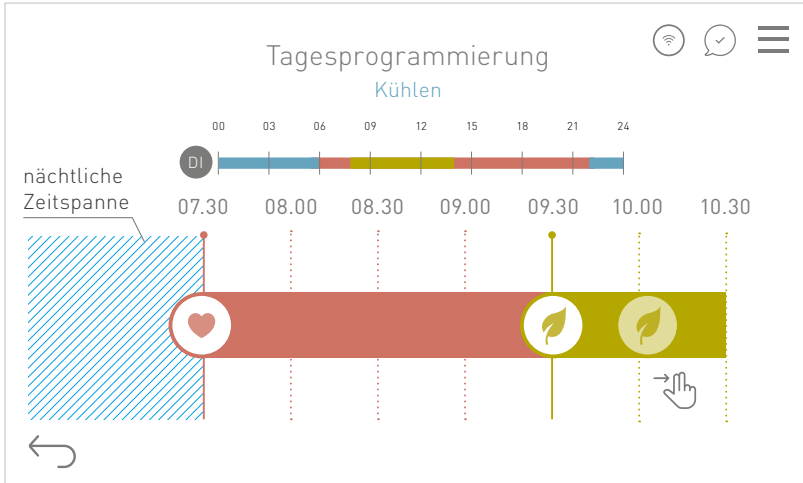 Tagesprogrammierung
Kühlen
00 03 06 09 12 15 18 21 24
DI
nächtliche
Zeitspanne
07.30 08.00 08.30 09.00 09.30 10.00 10.30